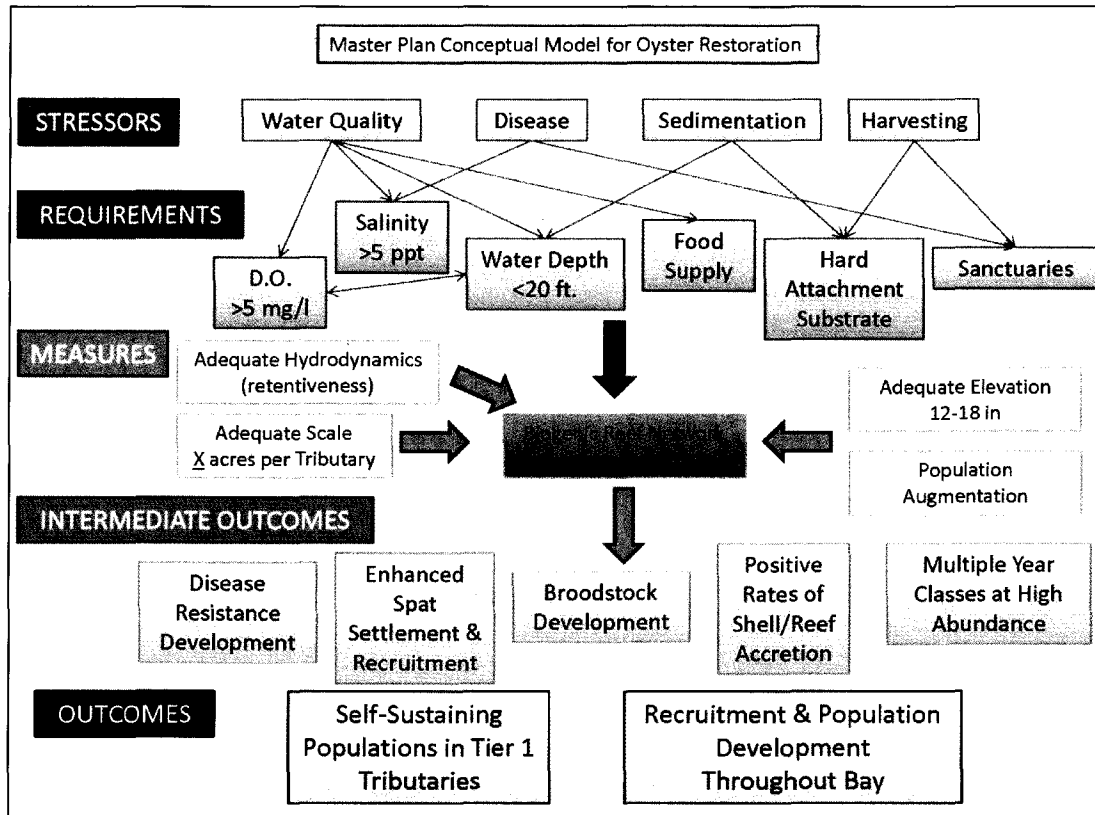 Master Plan Conceptual Model for Oyster Restoration
STRESSORS
Water Quality
Disease
Sedimentation
Harvesting
REQUIREMENTS
Salinity
>5 ppt
D.O.
>5 mg/l
Water Depth
<20 ft.
Food
Supply
Hard
Attachment
Substrate
Sanctuaries
MEASURES
Adequate Hydrodynamics
(retentiveness)
Adequate Scale
X acres per Tributary
Adequate Elevation
12-18 in
Population
Augmentation
INTERMEDIATE OUTCOMES
Disease
Resistance
Development
Enhanced
Spat
Settlement &
Recruitment
Broodstock
Development
Positive
Rates of
Shell/Reef
Accretion
Multiple Year
Classes at High
Abundance
OUTCOMES
Self-Sustaining
Populations in Tier 1
Tributaries
Recruitment & Population
Development
Throughout Bay